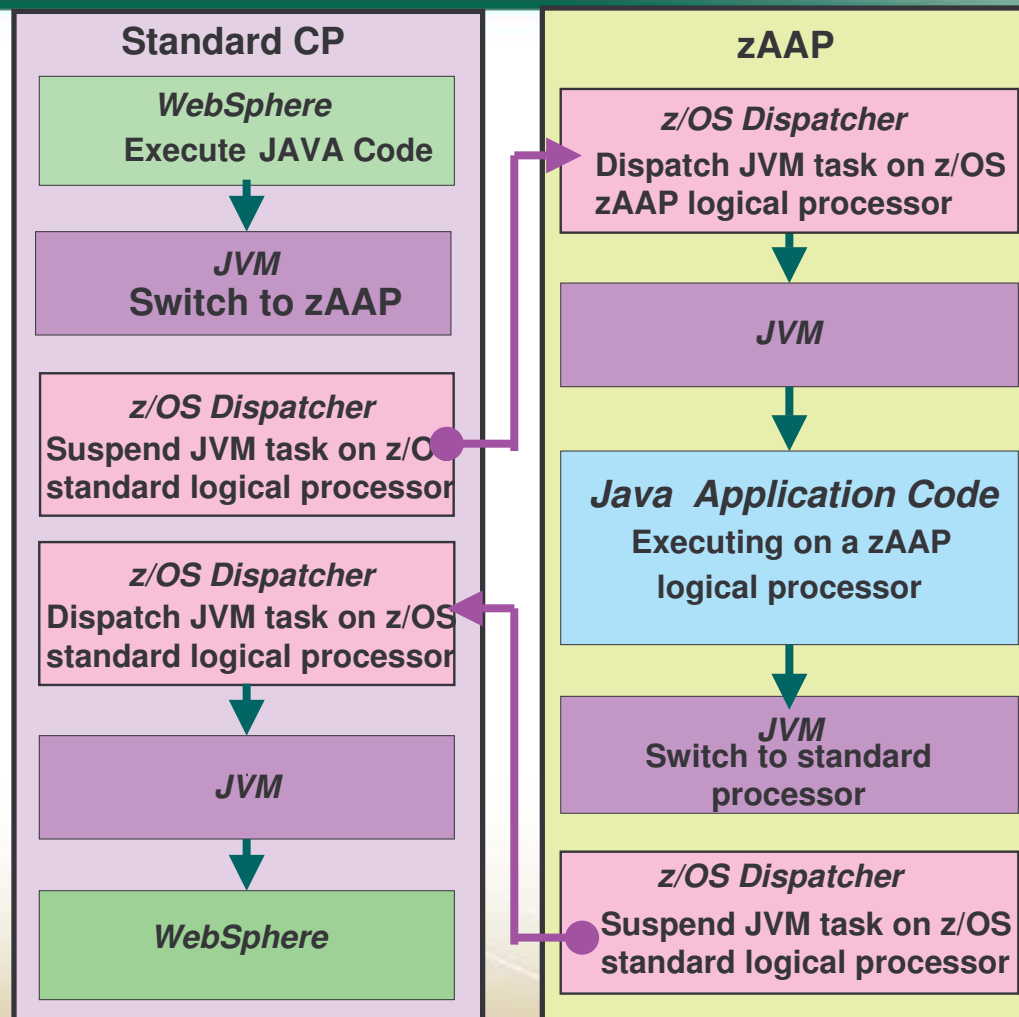 Standard CP
WebSphere
Execute JAVA Code
JVM
Switch to zAAP
z/OS Dispatcher
Suspend JVM task on z/O
standard logical processor
z/OS Dispatcher
Dispatch JVM task on z/OS
standard logical processor
JVM
WebSphere
zAAP
z/OS Dispatcher
Dispatch JVM task on z/OS
zAAP logical processor
JVM
Java Application Code
Executing on a zAAP
logical processor
JVM
Switch to standard
processor
z/OS Dispatcher
Suspend JVM task on z/OS
standard logical processor